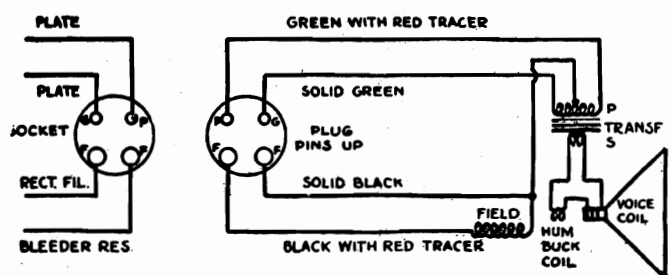 PLATE
GREEN WITH RED TRACER
PLATE
SOLID GREEN
G P
P G
P
SOCKET
PLUG
PINS UP
TRANSF
S
F F
F F
RECT. FIL.
SOLID BLACK
FIELD
VOICE
COIL
BLEEDER RES.
BLACK WITH RED TRACER
HUM
BUCK
COIL